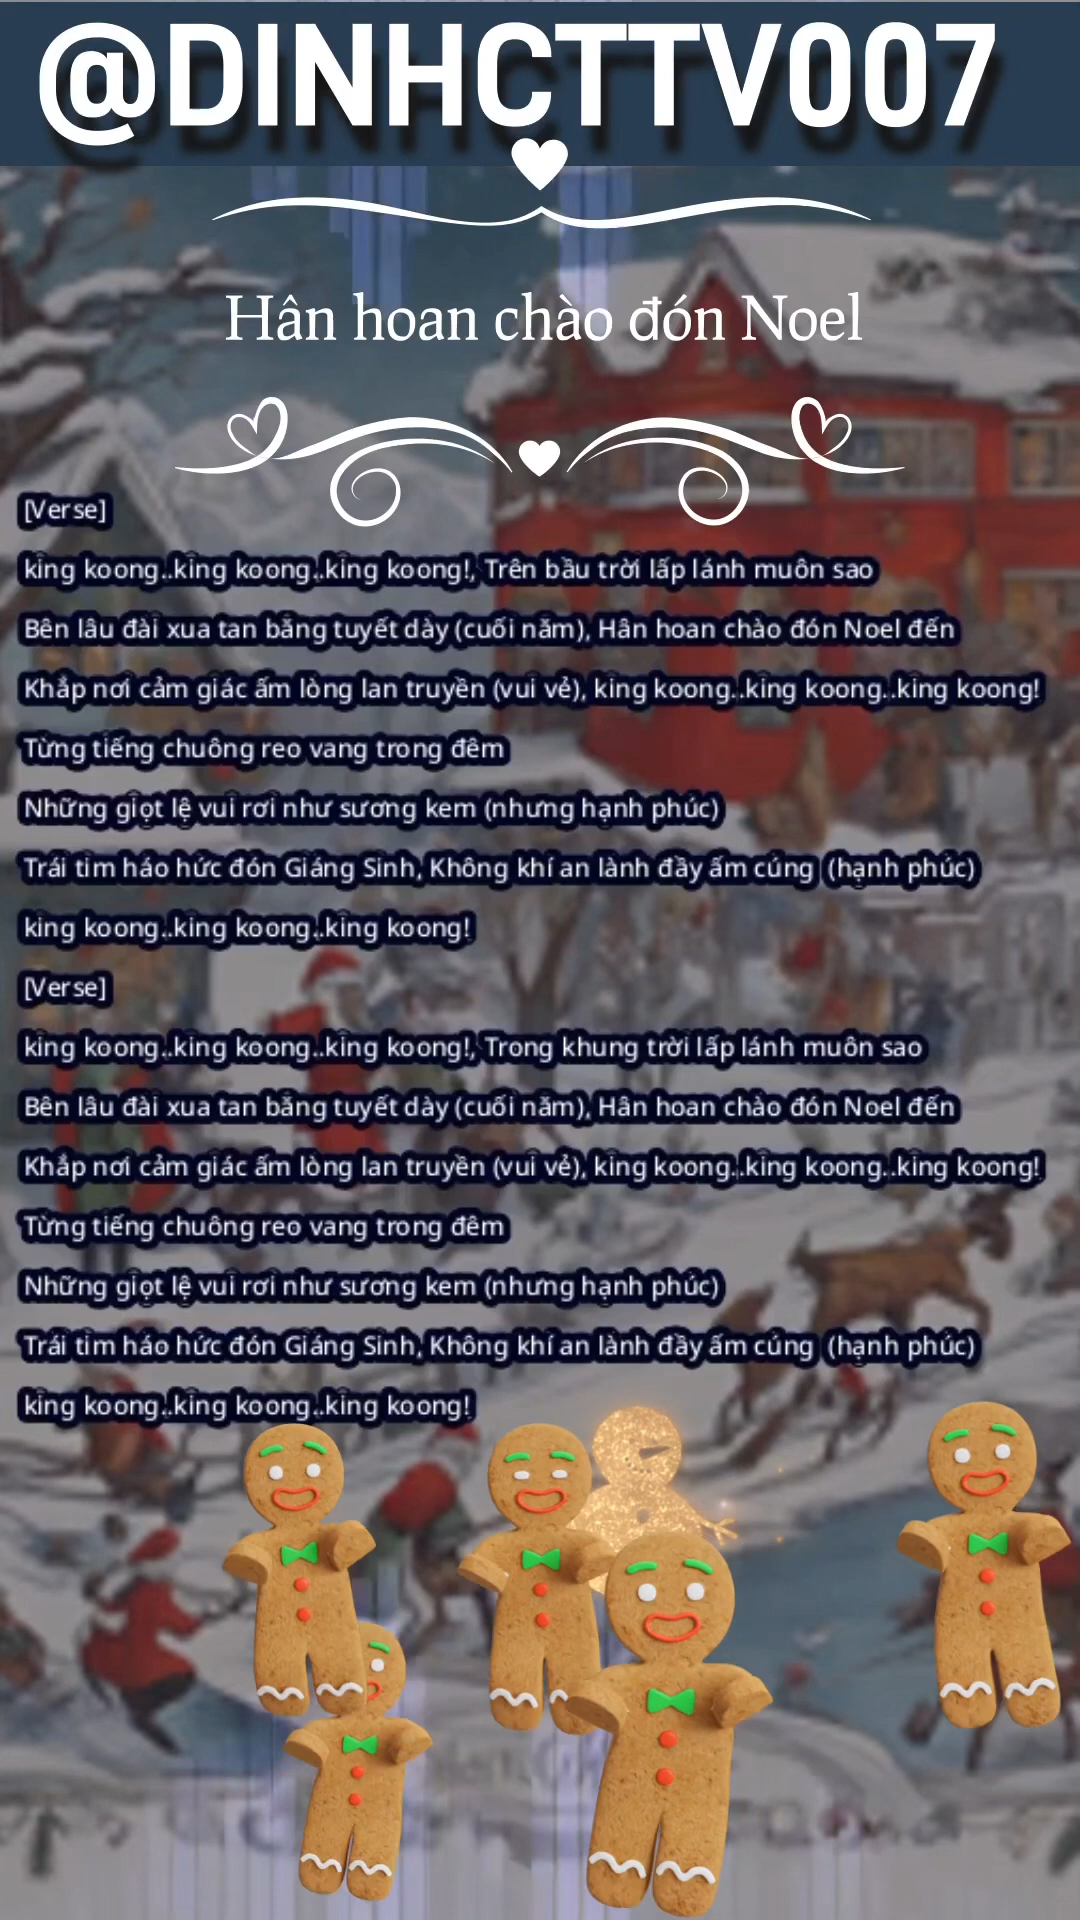 @DINHCTTV007
Hân hoan chào đón Noel
[Verse]
king koong..king koong..king koong!, Trên bầu trời lấp lánh muôn sao
Bên lâu đài xua tan băng tuyết dày (cuối năm), Hân hoan chào đón Noel đến
Khắp nơi cảm giác ấm lòng lan truyền (vui vẻ), king koong..king koong..king koong!
Từng tiếng chuông reo vang trong đêm
Những giọt lệ vui rơi như sương kem (nhưng hạnh phúc)
Trái tim háo hức đón Giáng Sinh, Không khí an lành đầy ấm cúng (hạnh phúc)
king koong..king koong..king koong!
[Verse]
king koong..king koong..king koong!, Trong khung trời lấp lánh muôn sao
Bên lâu đài xua tan băng tuyết dày (cuối năm), Hân hoan chào đón Noel đến
Khắp nơi cảm giác ấm lòng lan truyền (vui vẻ), king koong..king koong..king koong!
Từng tiếng chuông reo vang trong đêm
Những giọt lệ vui rơi như sương kem (nhưng hạnh phúc)
Trái tim háo hức đón Giáng Sinh, Không khí an lành đầy ấm cúng (hạnh phúc)
king koong..king koong..king koong!